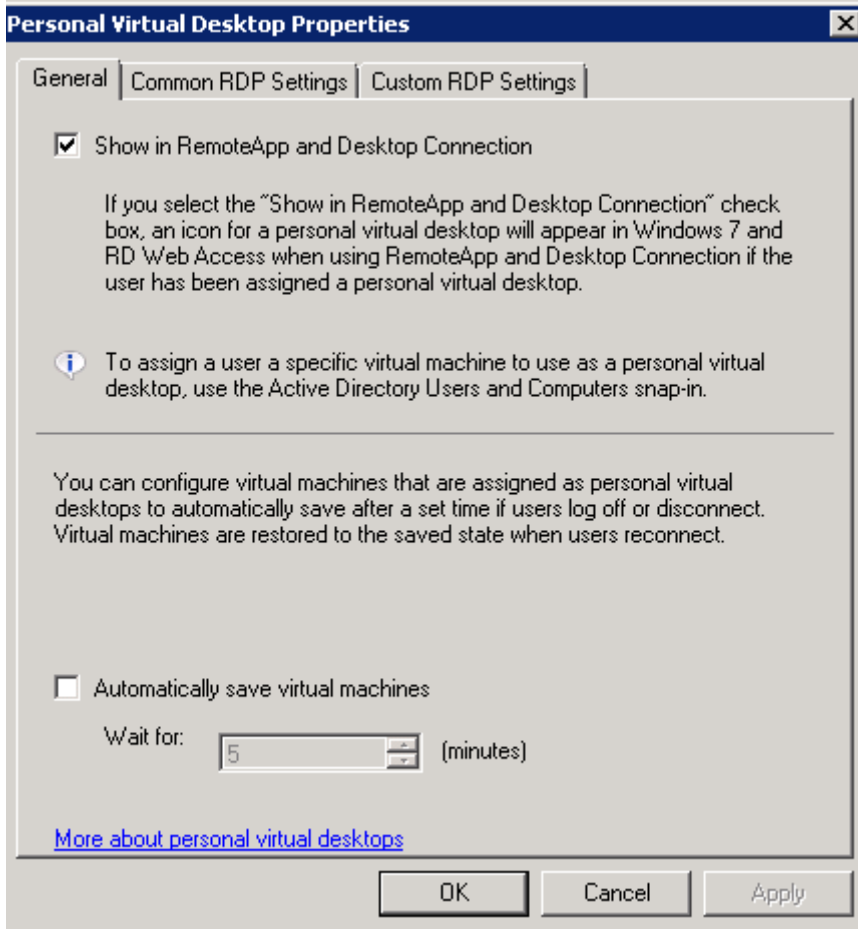 Personal Virtual Desktop Properties
General
Common RDP Settings
Custom RDP Settings
Show in RemoteApp and Desktop Connection
If you select the "Show in RemoteApp and Desktop Connection" check
box, an icon for a personal virtual desktop will appear in Windows 7 and
RD Web Access when using RemoteApp and Desktop Connection if the
user has been assigned a personal virtual desktop.
To assign a user a specific virtual machine to use as a personal virtual
desktop, use the Active Directory Users and Computers snap-in.
You can configure virtual machines that are assigned as personal virtual
desktops to automatically save after a set time if users log off or disconnect.
Virtual machines are restored to the saved state when users reconnect.
Automatically save virtual machines
Wait for: 5 (minutes)
More about personal virtual desktops
OK Cancel Apply